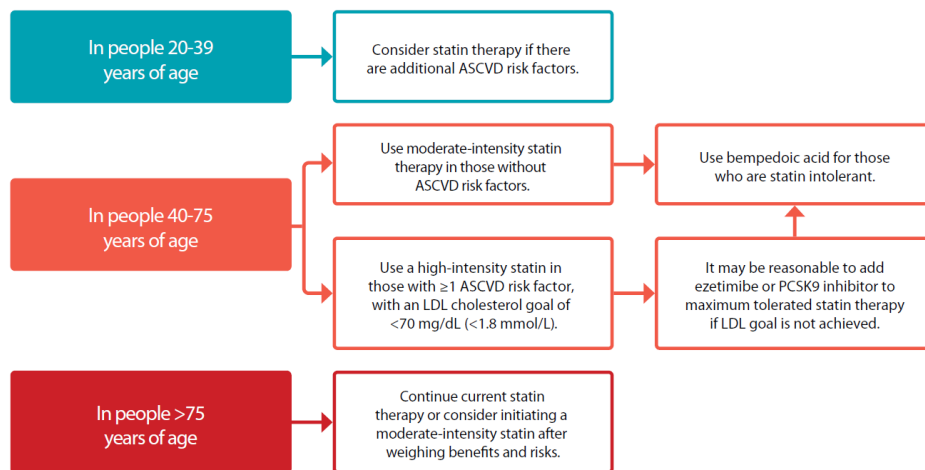 In people 20-39
years of age
Consider statin therapy if there
are additional ASCVD risk factors.
In people 40-75
years of age
Use moderate-intensity statin
therapy in those without
ASCVD risk factors.
Use bempedoic acid for those
who are statin intolerant.
Use a high-intensity statin in
those with ≥1 ASCVD risk factor,
with an LDL cholesterol goal of
<70 mg/dL (<1.8 mmol/L).
It may be reasonable to add
ezetimibe or PCSK9 inhibitor to
maximum tolerated statin therapy
if LDL goal is not achieved.
In people >75
years of age
Continue current statin
therapy or consider initiating a
moderate-intensity statin after
weighing benefits and risks.